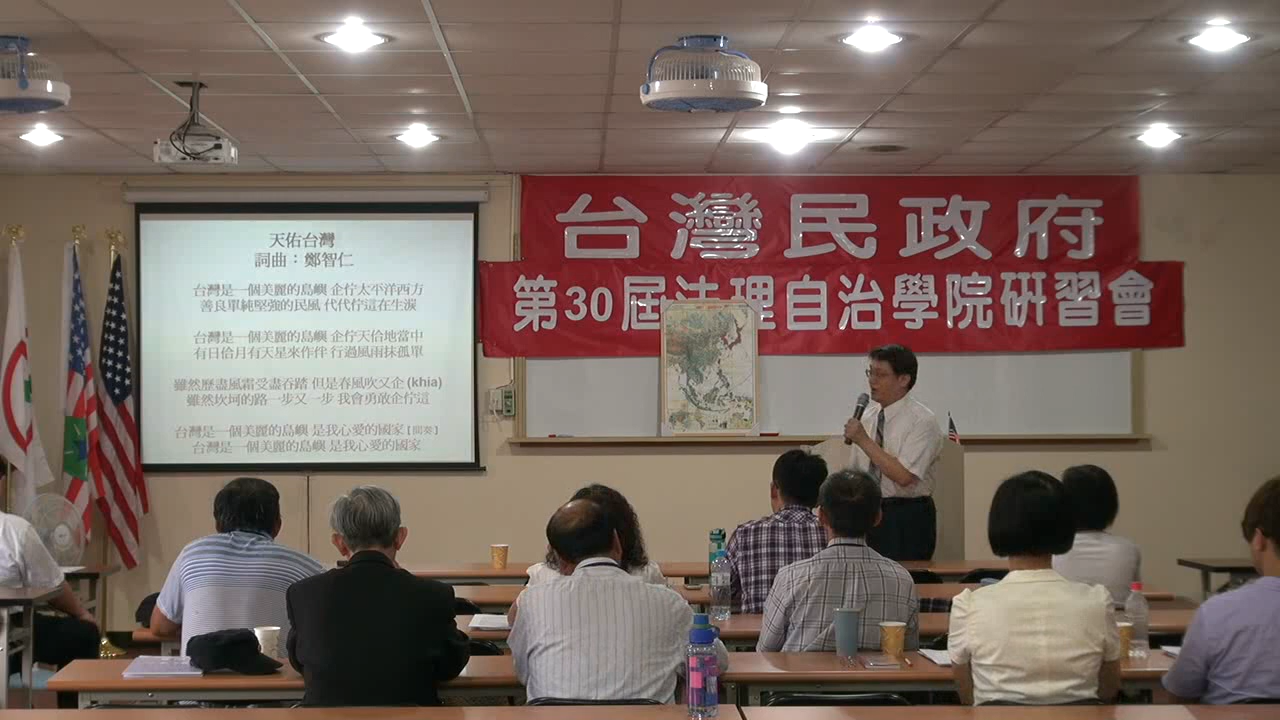 天佑台灣
詞曲：鄭智仁
台灣是一個美麗的島嶼 企佇太平洋西方
善良單純堅強的民風 代代佇這在生湠
台灣是一個美麗的島嶼 企佇天佮地當中
有日佮月有天星來作伴 行過風雨抹孤單
雖然歷盡風霜受盡吞踏 但是春風吹又企 (khiā)
雖然坎坷的路一步又一步 我會勇敢企佇這
台灣是一個美麗的島嶼 是我心愛的國家 [間奏]
台灣是一個美麗的島嶼 是我心愛的國家
台灣民政府
第30屆法理自治學院研習會